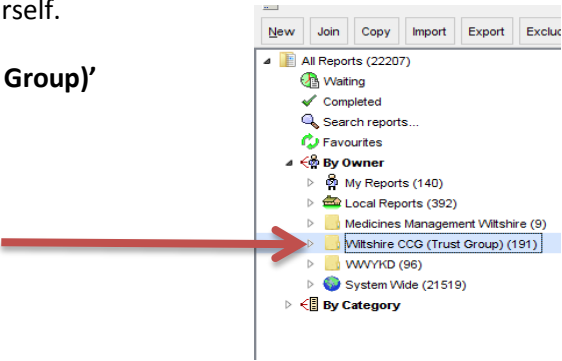 rself.
Group)’
New Join Copy Import Export Exclud
All Reports (22207)
Waiting
Completed
Search reports...
Favourites
By Owner
My Reports (140)
Local Reports (392)
Medicines Management Wiltshire (9)
Wiltshire CCG (Trust Group) (191)
WVYKD (96)
System Wide (21519)
By Category